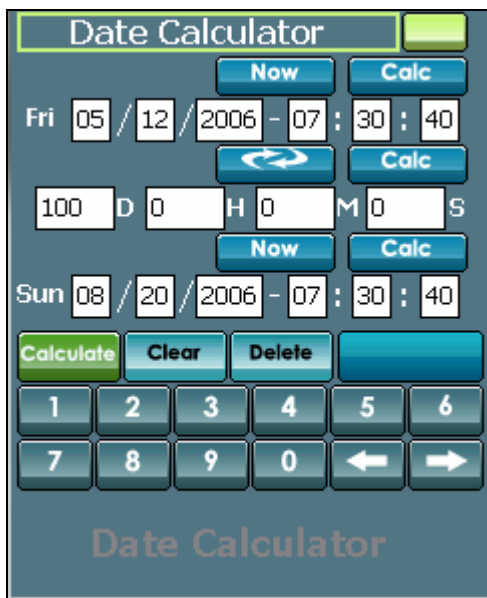 Date Calculator
Now Calc
Fri 05 / 12 / 2006 - 07 : 30 : 40
Calc
100 D 0 H 0 M 0 S
Now Calc
Sun 08 / 20 / 2006 - 07 : 30 : 40
Calculate Clear Delete
1 2 3 4 5 6
7 8 9 0
Date Calculator